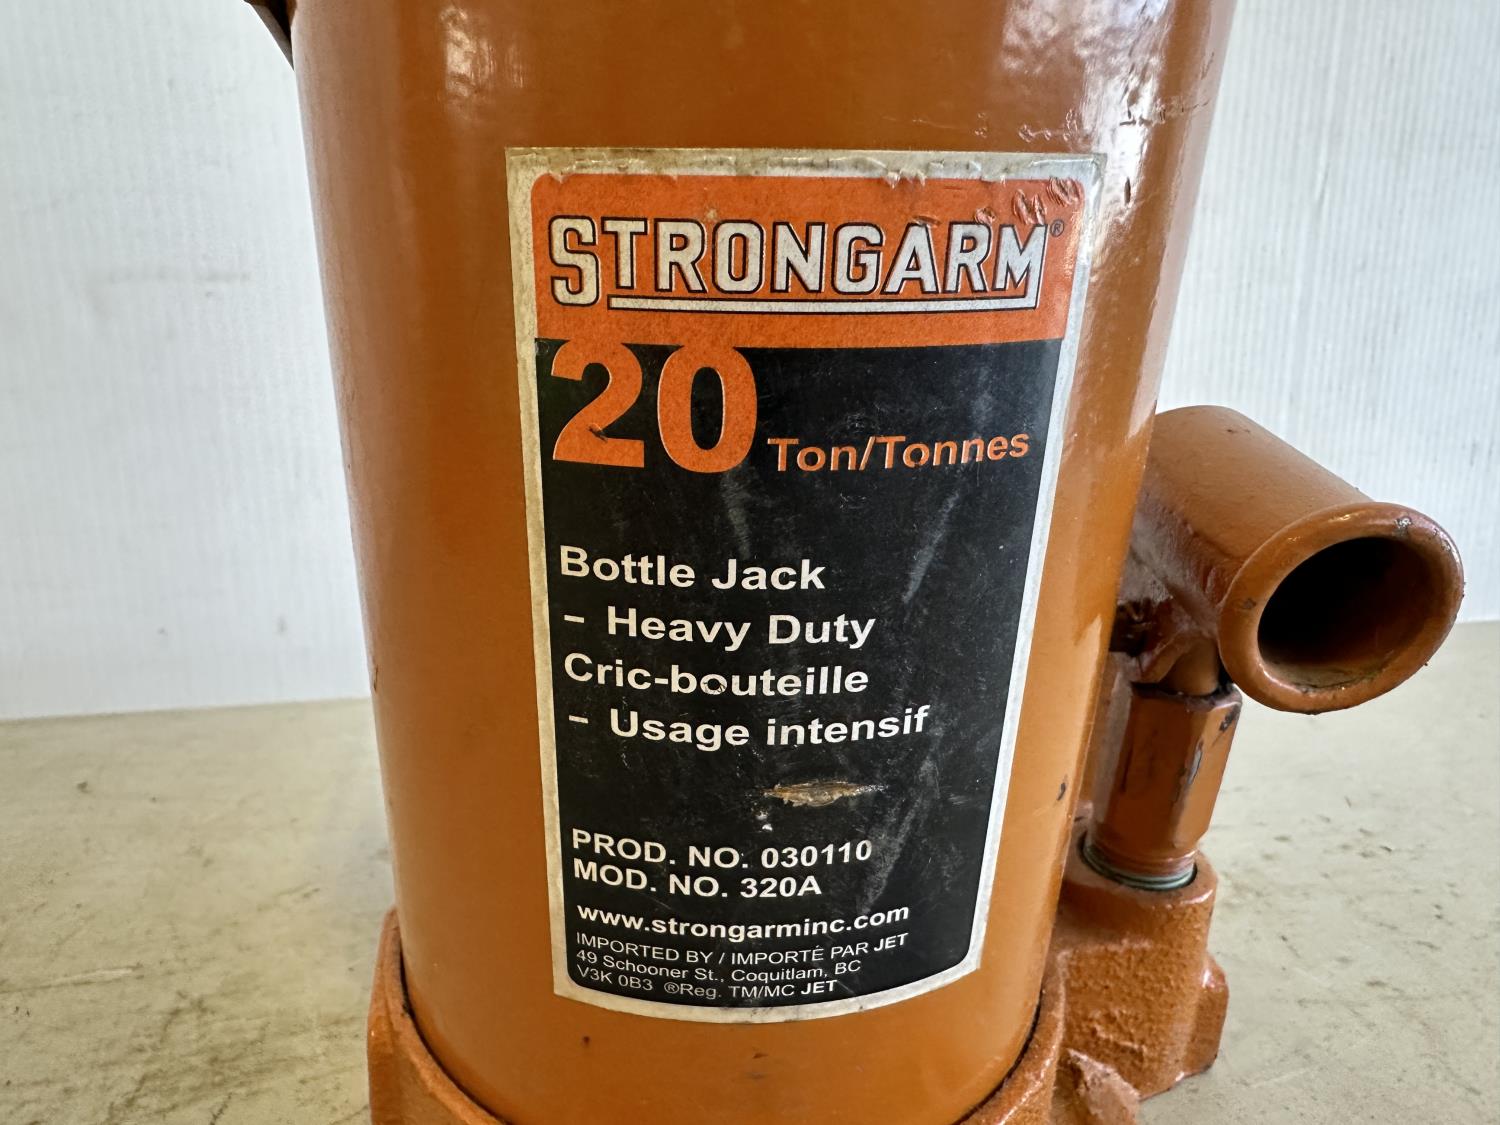 STRONGARM®
20 Ton/Tonnes
Bottle Jack
– Heavy Duty
Cric-bouteille
– Usage intensif
PROD. NO. 030110
MOD. NO. 320A
www.strongarminc.com
IMPORTED BY / IMPORTÉ PAR JET
49 Schooner St., Coquitlam, BC
V3K 0B3 ®Reg. TM/MC JET